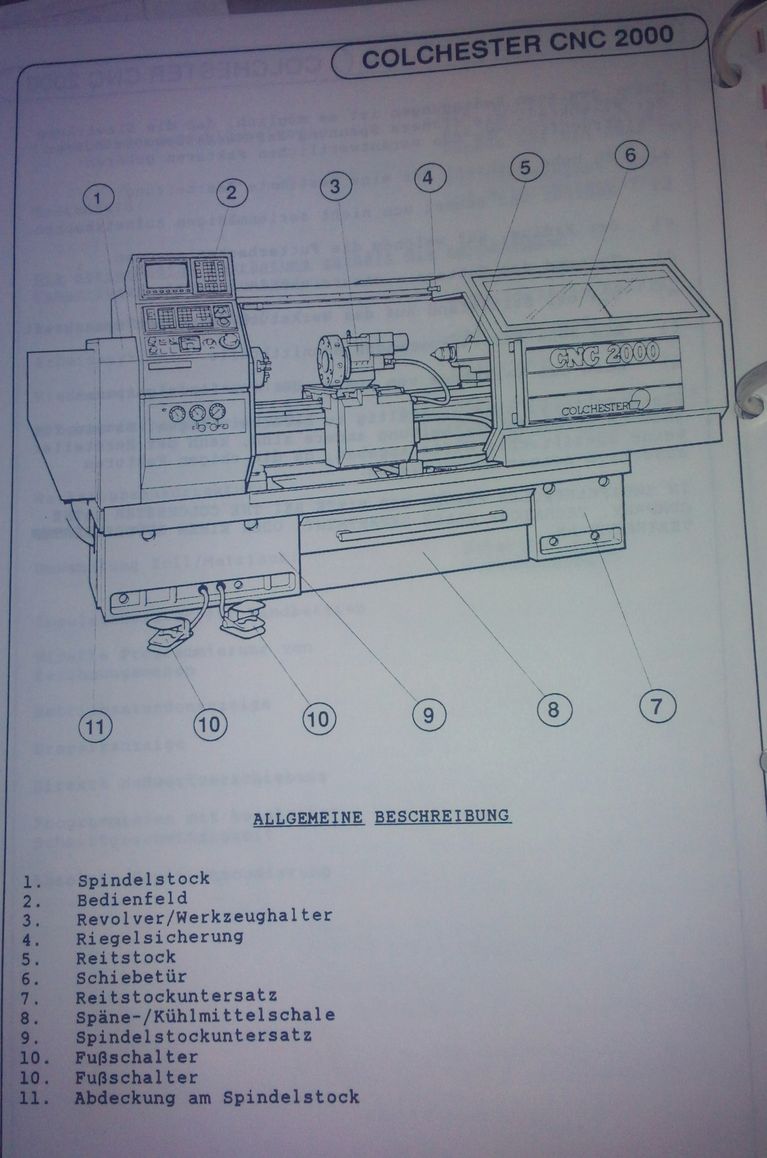 COLCHESTER CNC 2000
1
2
3
4
5
6
CNC 2000
COLCHESTER
11
10
10
9
8
7
ALLGEMEINE BESCHREIBUNG
1. Spindelstock
2. Bedienfeld
3. Revolver/Werkzeughalter
4. Riegelsicherung
5. Reitstock
6. Schiebetür
7. Reitstockuntersatz
8. Späne-/Kühlmittelschale
9. Spindelstockuntersatz
10. Fußschalter
10. Fußschalter
11. Abdeckung am Spindelstock